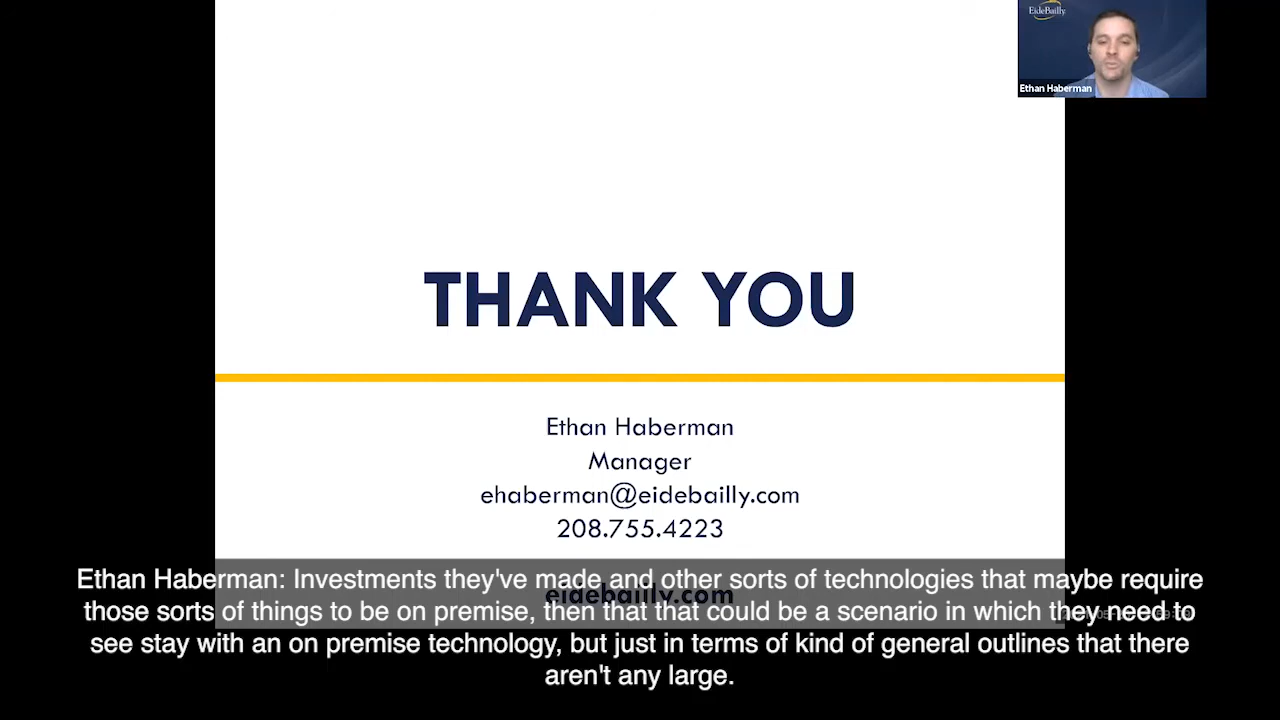 EideBailly
Ethan Haberman
THANK YOU
Ethan Haberman
Manager
ehaberman@eidebailly.com
208.755.4223
eidebailly.com
Ethan Haberman: Investments they've made and other sorts of technologies that maybe require
those sorts of things to be on premise, then that that could be a scenario in which they need to
see stay with an on premise technology, but just in terms of kind of general outlines that there
aren't any large.